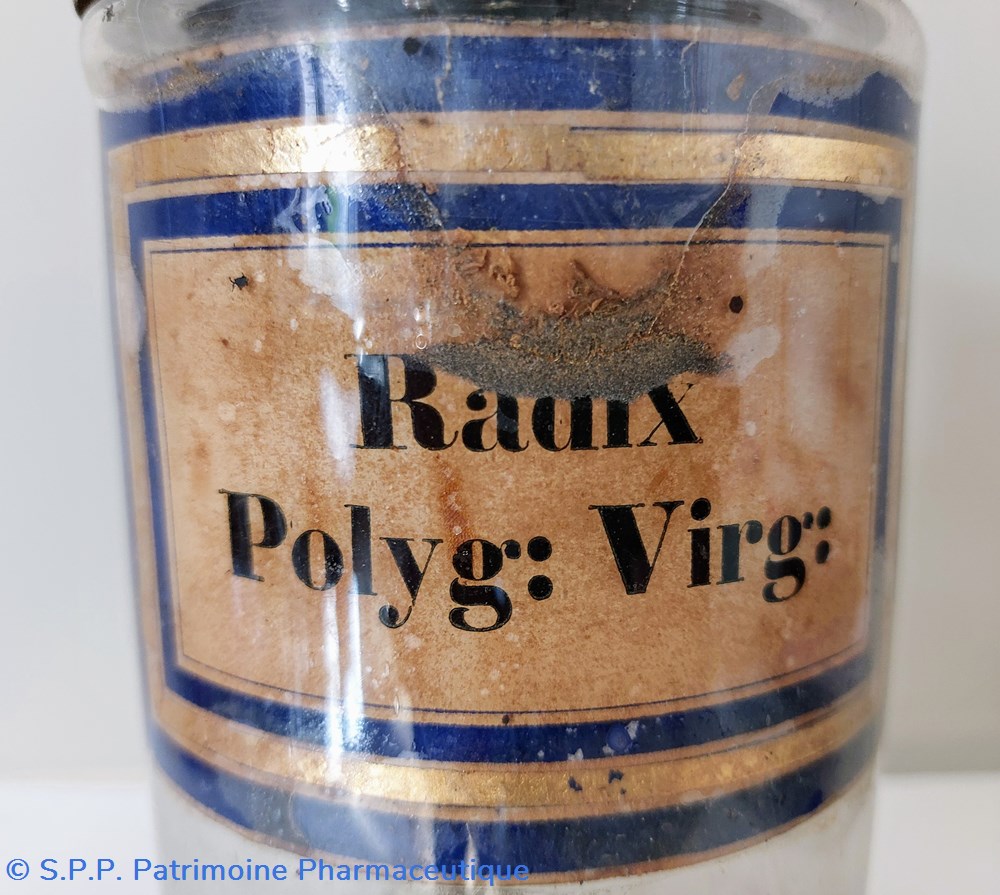 Radix
Polyg: Virg:
© S.P.P. Patrimoine Pharmaceutique